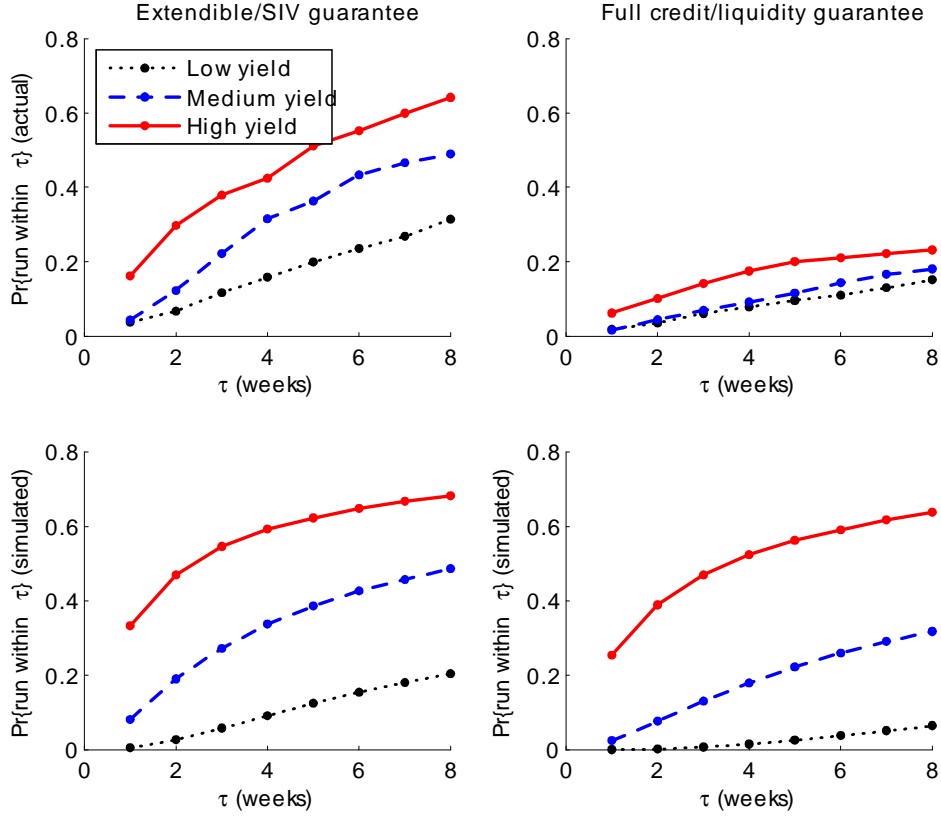 Extendible/SIV guarantee
Full credit/liquidity guarantee
Pr{run within τ} (actual)
0.8
0.6
0.4
0.2
0
Low yield
Medium yield
High yield
0 2 4 6 8
τ (weeks)
0.8
0.6
0.4
0.2
0
0 2 4 6 8
τ (weeks)
Pr{run within τ} (simulated)
0.8
0.6
0.4
0.2
0
0 2 4 6 8
τ (weeks)
Pr{run within τ} (simulated)
0.8
0.6
0.4
0.2
0
0 2 4 6 8
τ (weeks)